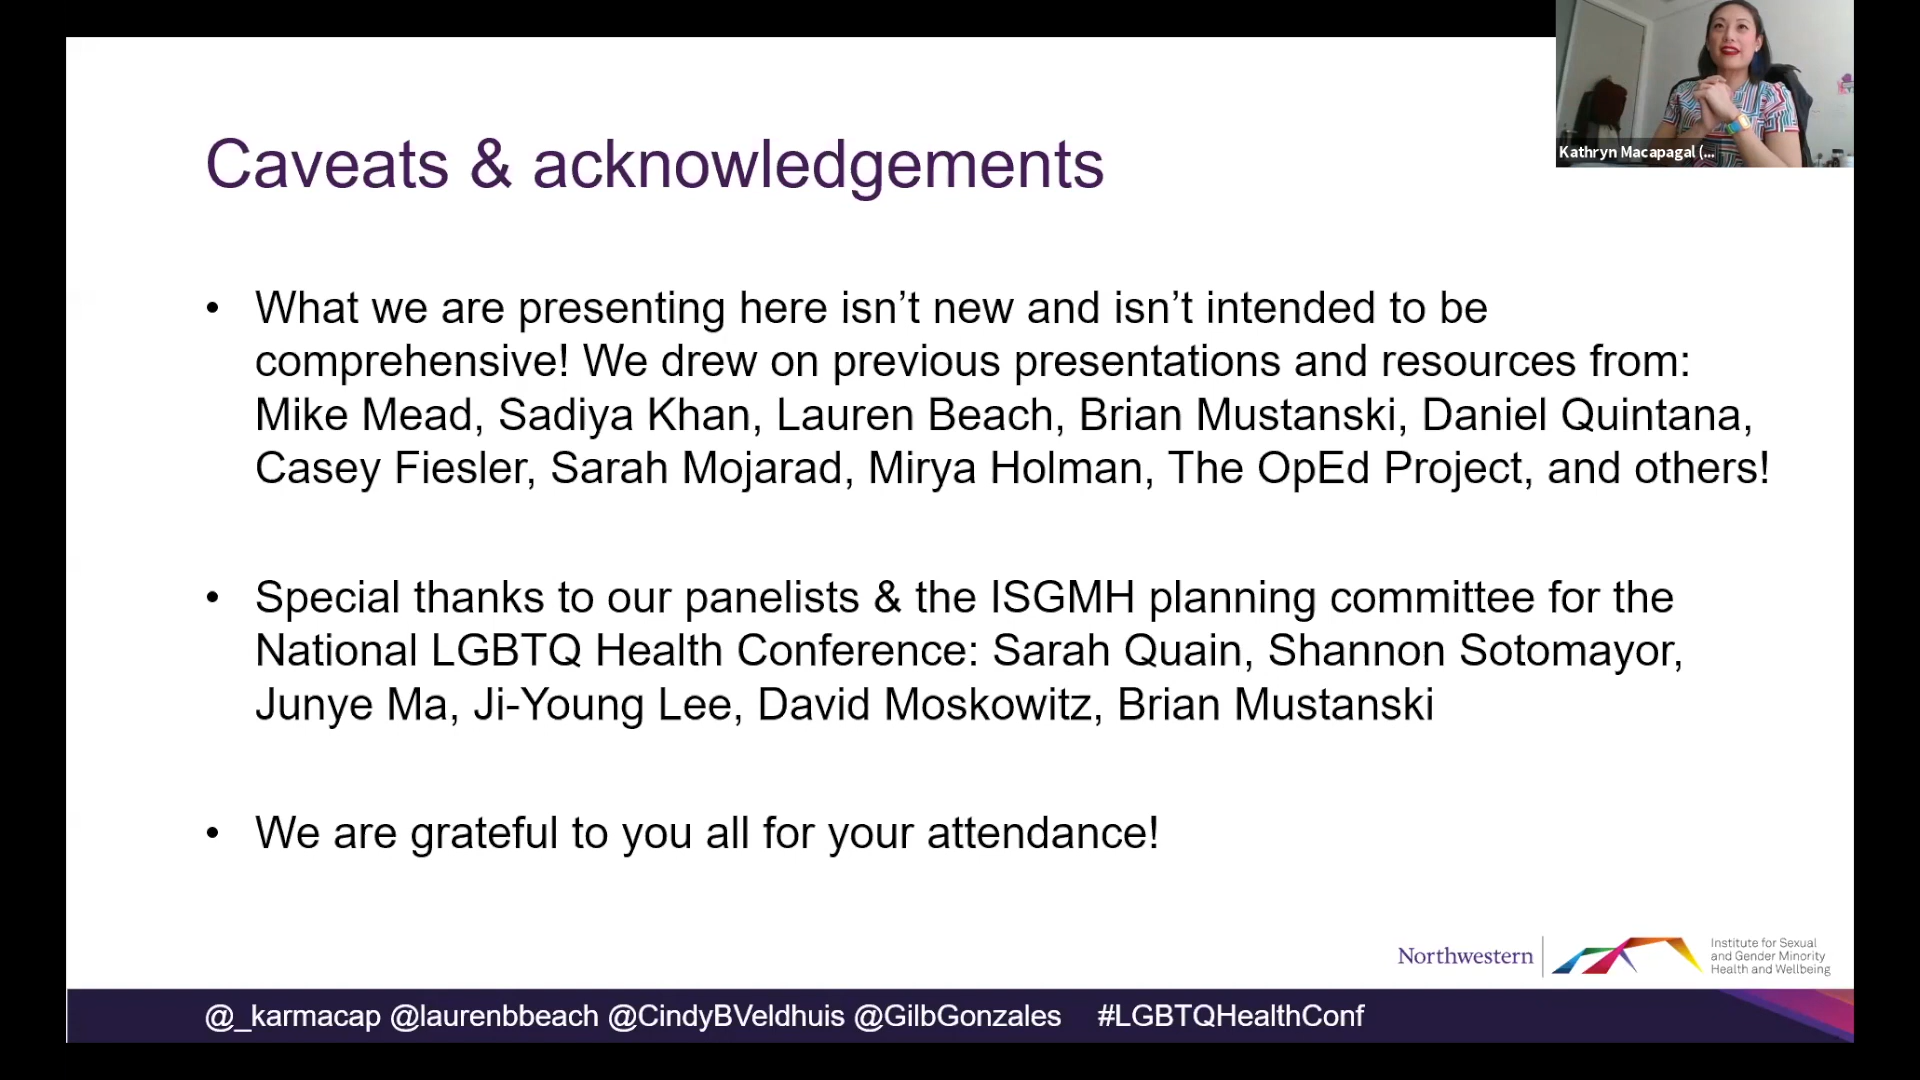 Kathryn Macapagal (...
Caveats & acknowledgements
• What we are presenting here isn’t new and isn’t intended to be
comprehensive! We drew on previous presentations and resources from:
Mike Mead, Sadiya Khan, Lauren Beach, Brian Mustanski, Daniel Quintana,
Casey Fiesler, Sarah Mojarad, Mirya Holman, The OpEd Project, and others!
• Special thanks to our panelists & the ISGMH planning committee for the
National LGBTQ Health Conference: Sarah Quain, Shannon Sotomayor,
Junye Ma, Ji-Young Lee, David Moskowitz, Brian Mustanski
• We are grateful to you all for your attendance!
Northwestern
Institute for Sexual
and Gender Minority
Health and Wellbeing
@_karmacap @laurenbbeach @CindyBVeldhuis @GilbGonzales #LGBTQHealthConf